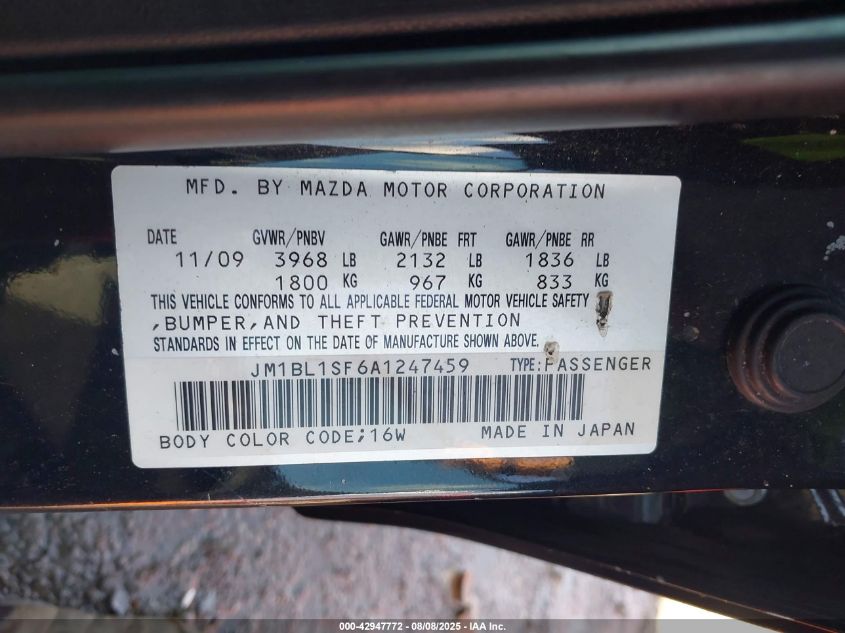 MFD. BY MAZDA MOTOR CORPORATION
DATE GVWR/PNBV GAWR/PNBE FRT GAWR/PNBE RR
11/09 3968 LB 2132 LB 1836 LB
1800 KG 967 KG 833 KG
THIS VEHICLE CONFORMS TO ALL APPLICABLE FEDERAL MOTOR VEHICLE SAFETY
,BUMPER,AND THEFT PREVENTION
STANDARDS IN EFFECT ON THE DATE OF MANUFACTURE SHOWN ABOVE.
JM1BL1SF6A1247459 TYPE:PASSENGER
BODY COLOR CODE;16W MADE IN JAPAN
000-42947772 - 08/08/2025 - IAA Inc.